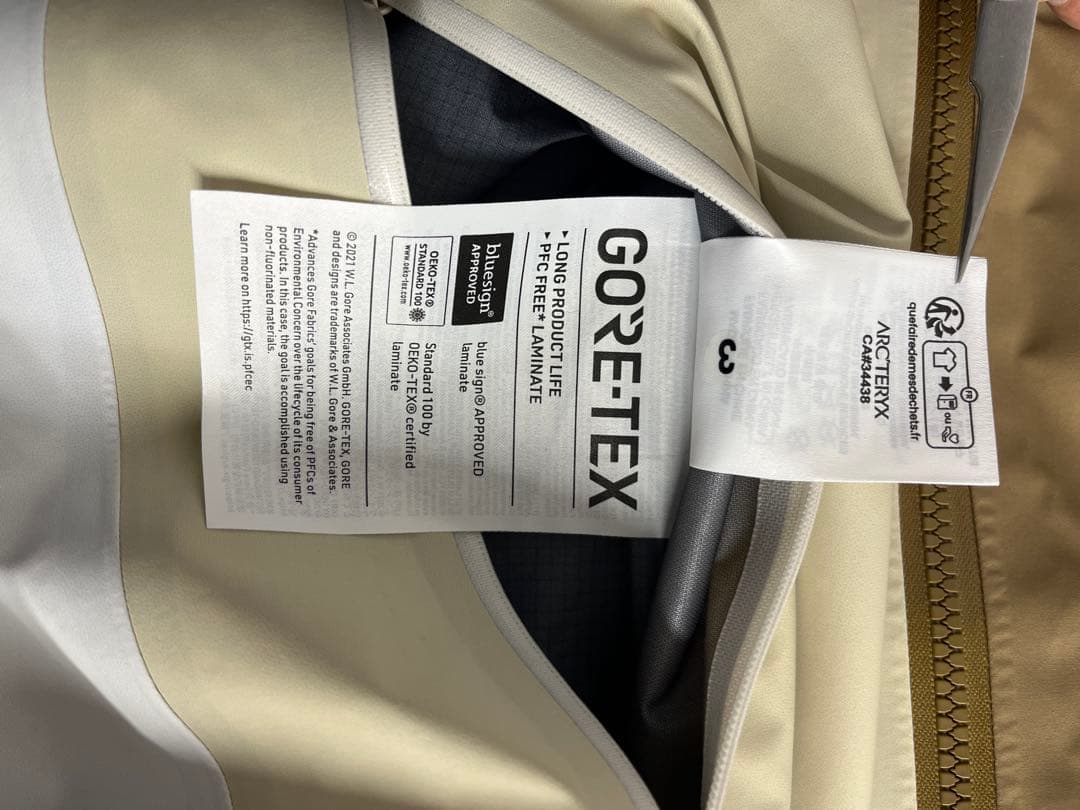 GORE-TEX
▸ LONG PRODUCT LIFE
▸ PFC FREE* LAMINATE
bluesign®
APPROVED
blue sign® APPROVED
laminate
OEKO-TEX®
STANDARD 100
www.oeko-tex.com
Standard 100 by
OEKO-TEX® certified
laminate
© 2021 W.L. Gore Associates GmbH. GORE-TEX, GORE
and designs are trademarks of W.L. Gore & Associates.
*Advances Gore Fabrics' goals for being free of PFCs of
Environmental Concern over the lifecycle of its consumer
products. In this case, the goal is accomplished using
non-fluorinated materials.
Learn more on https://gtx.is.pfcec
FR
ou
quefairedemesdechets.fr
ARC'TERYX
CA#34438
3